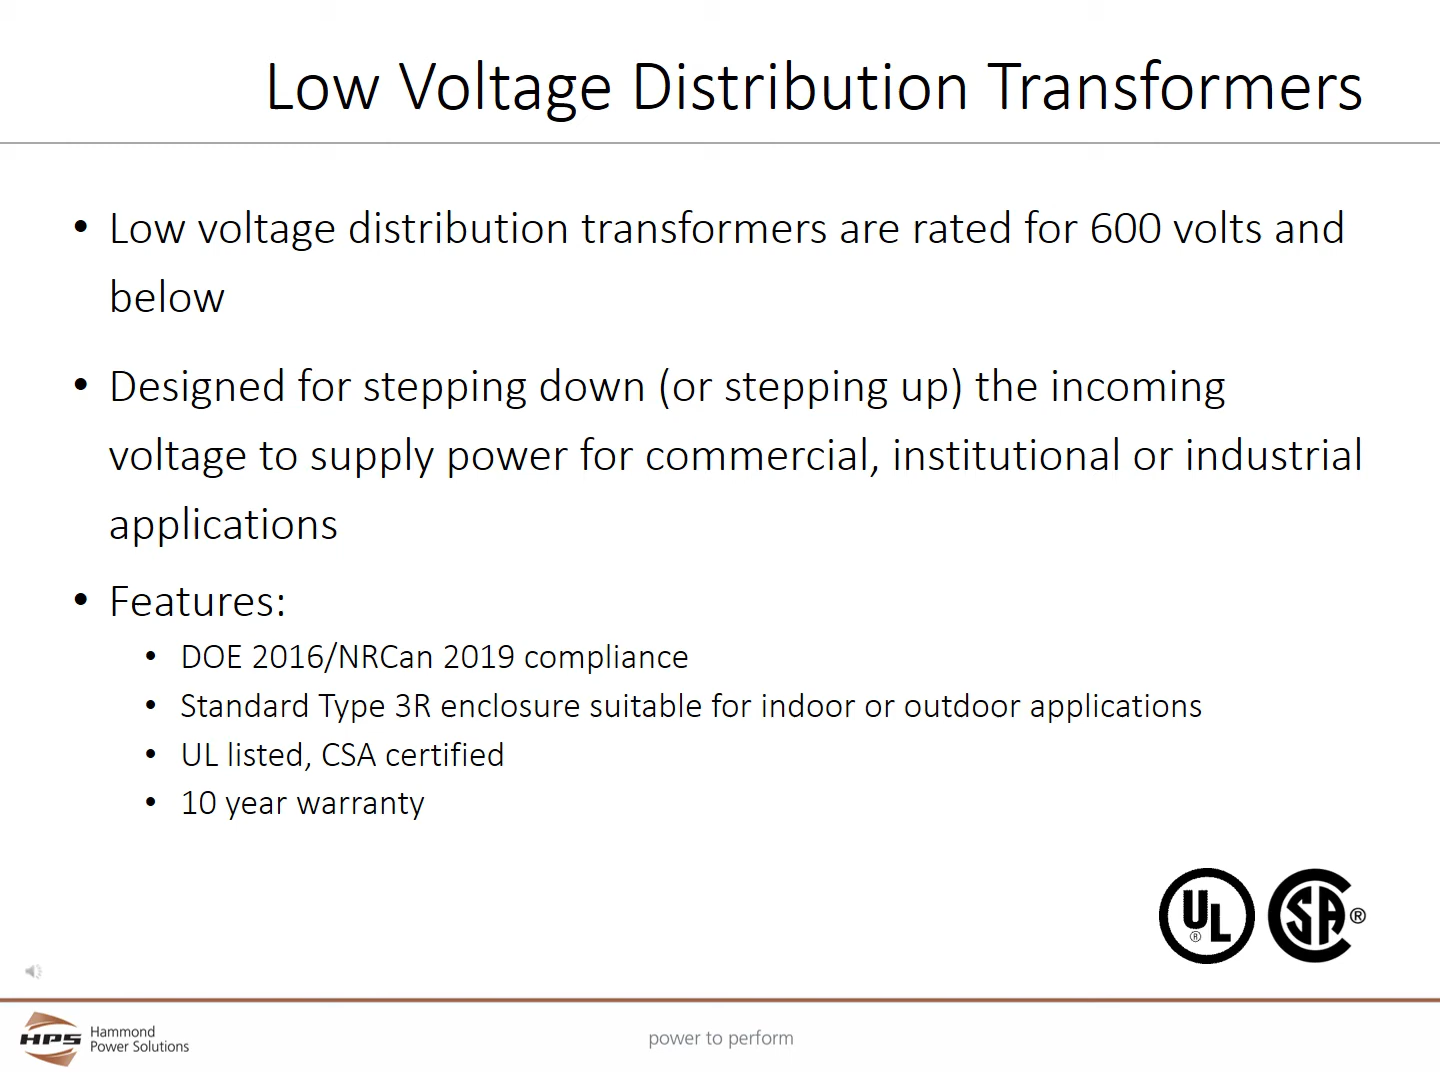 Low Voltage Distribution Transformers
• Low voltage distribution transformers are rated for 600 volts and
below
• Designed for stepping down (or stepping up) the incoming
voltage to supply power for commercial, institutional or industrial
applications
• Features:
• DOE 2016/NRCan 2019 compliance
• Standard Type 3R enclosure suitable for indoor or outdoor applications
• UL listed, CSA certified
• 10 year warranty
UL® CSA®
HPS Hammond
Power Solutions
power to perform